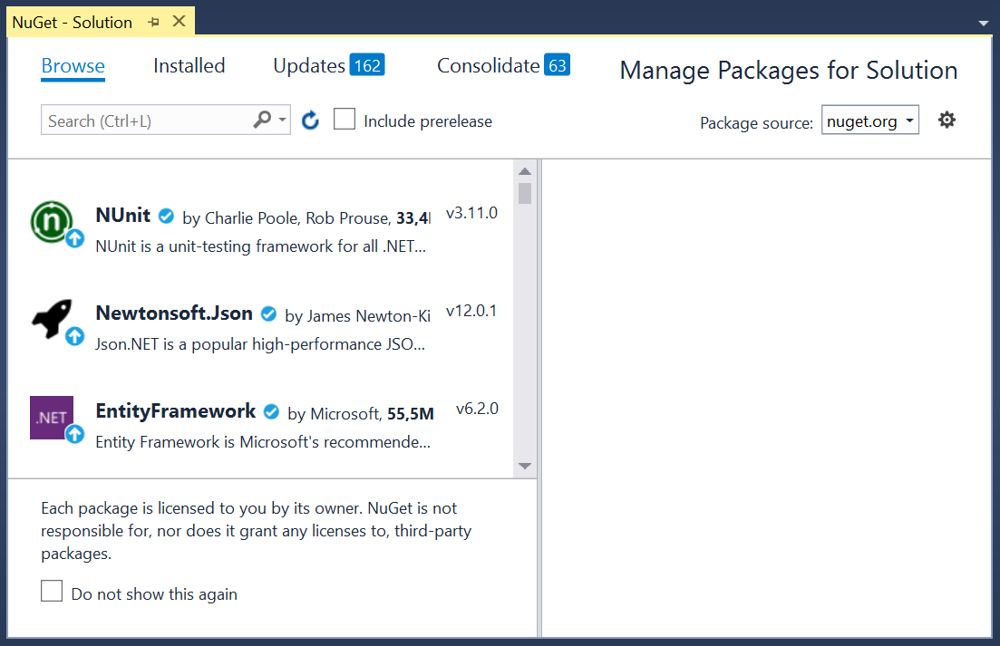 NuGet - Solution
Browse Installed Updates 162 Consolidate 63 Manage Packages for Solution
Search (Ctrl+L) Include prerelease Package source: nuget.org
NUnit by Charlie Poole, Rob Prouse, 33,4 v3.11.0
NUnit is a unit-testing framework for all .NET...
Newtonsoft.Json by James Newton-Ki v12.0.1
Json.NET is a popular high-performance JSO...
.NET EntityFramework by Microsoft, 55,5M v6.2.0
Entity Framework is Microsoft's recommende...
Each package is licensed to you by its owner. NuGet is not
responsible for, nor does it grant any licenses to, third-party
packages.
Do not show this again